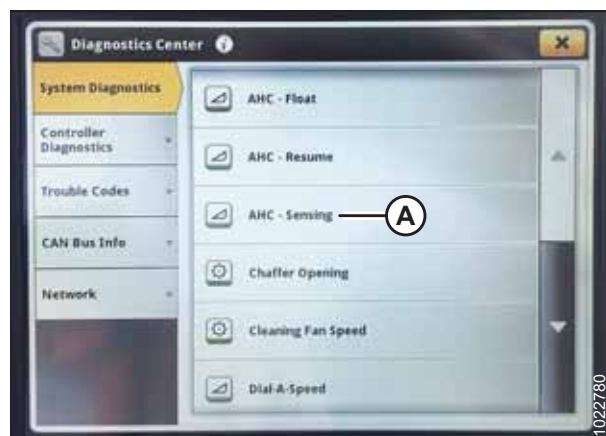 Diagnostics Center
System Diagnostics
Controller
Diagnostics
Trouble Codes
CAN Bus Info
Network
AHC - Float
AHC - Resume
AHC - Sensing
A
Chaffer Opening
Cleaning Fan Speed
Dial-A-Speed
1022780